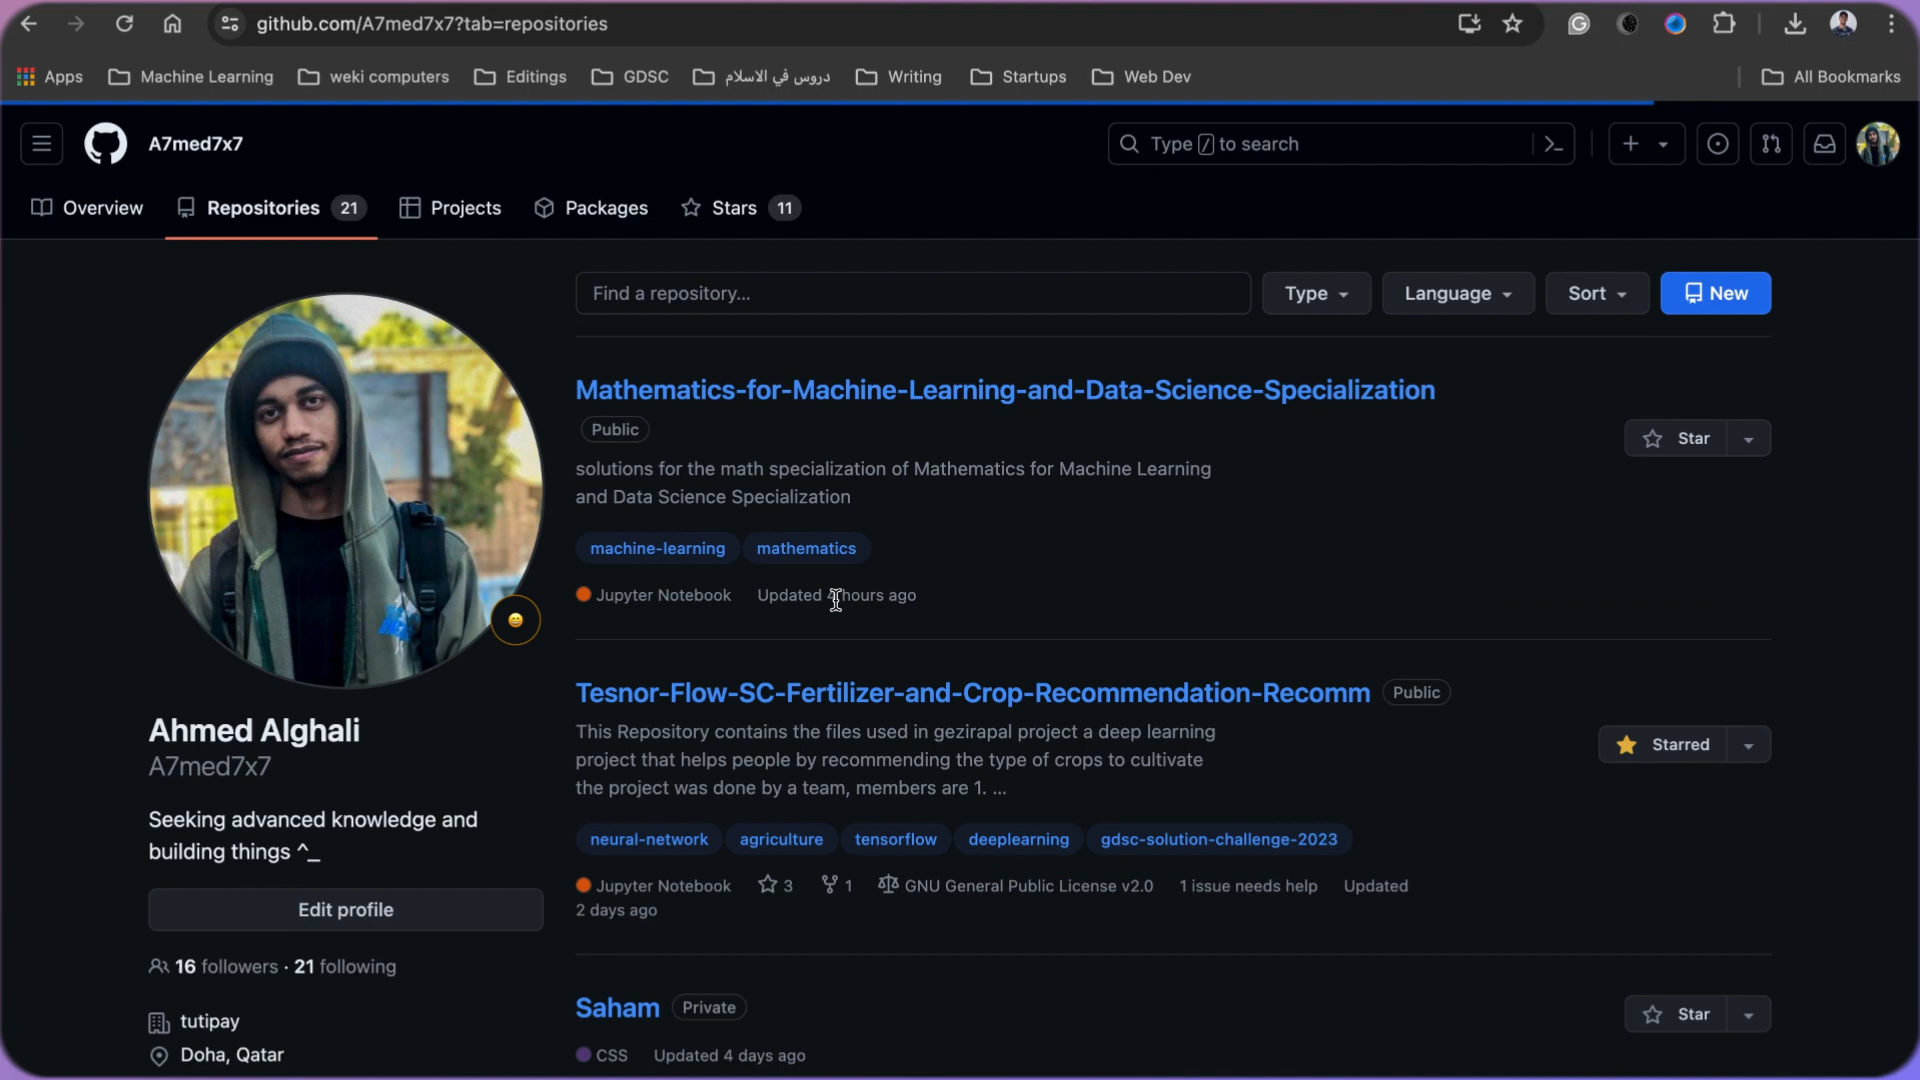 github.com/A7med7x7?tab=repositories
Apps
Machine Learning
weki computers
Editings
GDSC
دروس في الاسلام
Writing
Startups
Web Dev
All Bookmarks
A7med7x7
Type / to search
Overview
Repositories 21
Projects
Packages
Stars 11
Find a repository...
Type
Language
Sort
New
Mathematics-for-Machine-Learning-and-Data-Science-Specialization
Public
Star
solutions for the math specialization of Mathematics for Machine Learning
and Data Science Specialization
machine-learning
mathematics
Jupyter Notebook
Updated hours ago
Tesnor-Flow-SC-Fertilizer-and-Crop-Recommendation-Recomm
Public
Starred
This Repository contains the files used in gezirapal project a deep learning
project that helps people by recommending the type of crops to cultivate
the project was done by a team, members are 1. ...
neural-network
agriculture
tensorflow
deeplearning
gdsc-solution-challenge-2023
Jupyter Notebook 3 1 GNU General Public License v2.0 1 issue needs help Updated
2 days ago
Saham
Private
Star
CSS
Updated 4 days ago
Ahmed Alghali
A7med7x7
Seeking advanced knowledge and
building things ^_
Edit profile
16 followers · 21 following
tutipay
Doha, Qatar